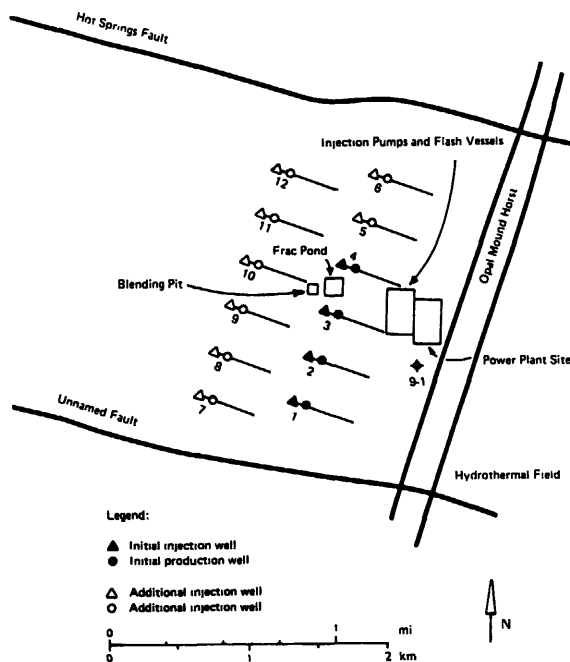 Hot Springs Fault
Injection Pumps and Flash Vessels
12
6
11
5
Opal Mound Horst
4
Frac Pond
10
Blending Pit
3
9
Power Plant Site
2
9-1
8
7
1
Unnamed Fault
Hydrothermal Field
Legend:
Initial injection well
Initial production well
Additional injection well
Additional injection well
N
0 1 mi
0 1 2 km